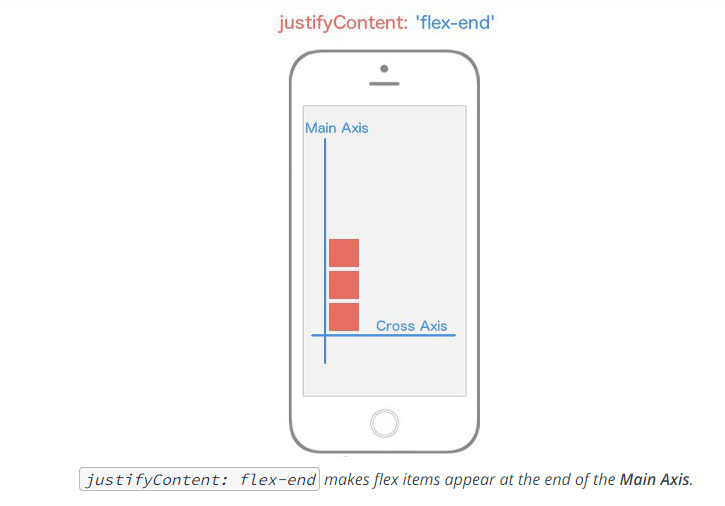 justifyContent: 'flex-end'
Main Axis
Cross Axis
justifyContent: flex-end makes flex items appear at the end of the Main Axis.